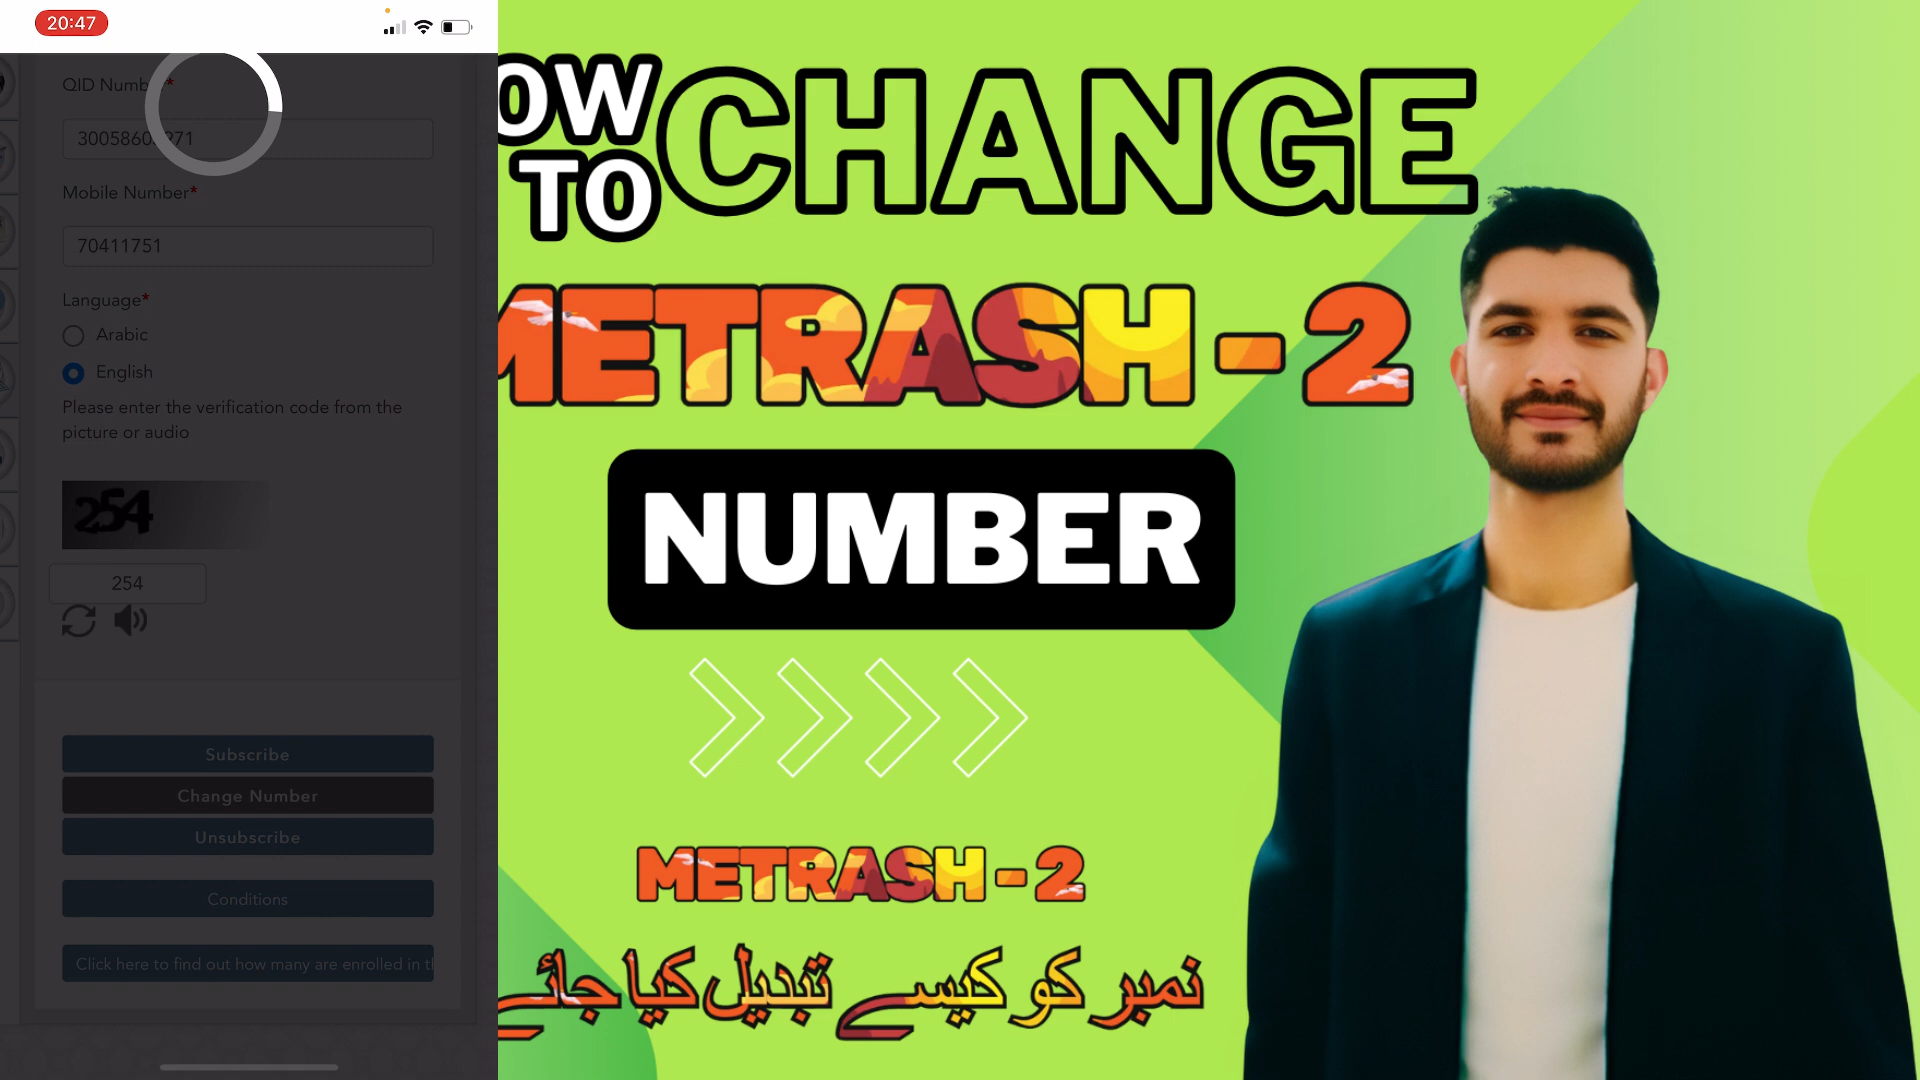 20:47
QID Number*
Mobile Number*
70411751
Language*
Arabic
English
Please enter the verification code from the
picture or audio
254
254
Subscribe
Change Number
Unsubscribe
Conditions
Click here to find out how many are enrolled in th
OW
TO
CHANGE
METRASH - 2
NUMBER
METRASH - 2
نمبر کو کیسے تبدیل کیا جائے